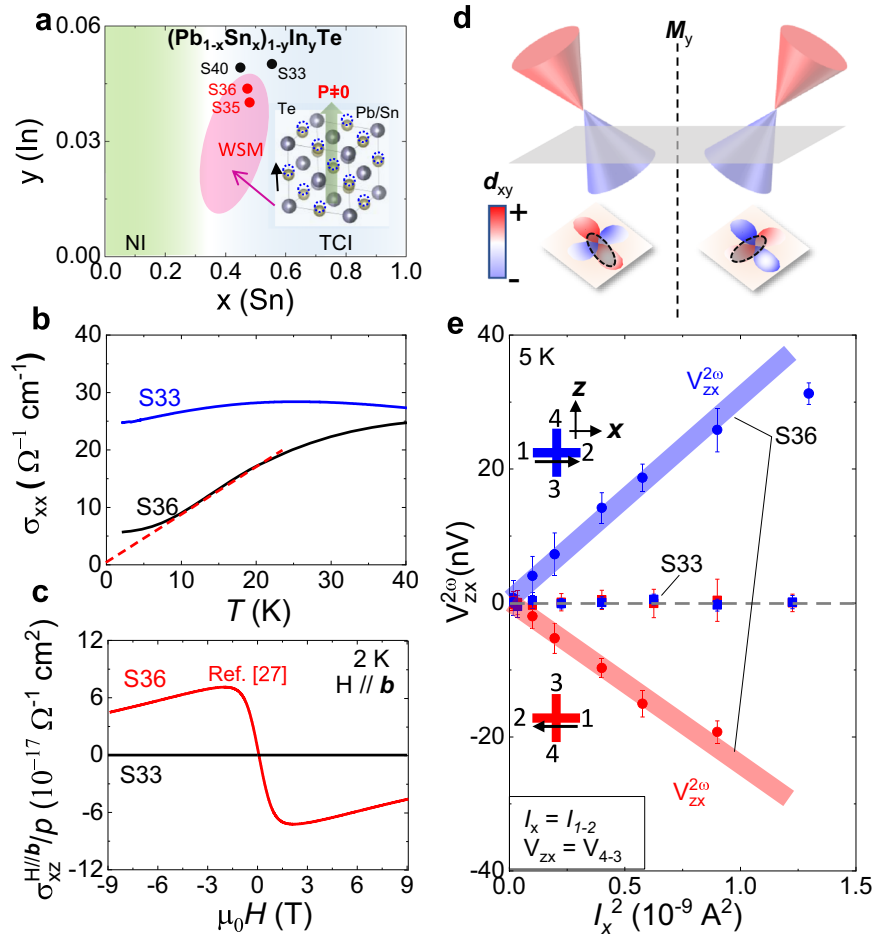 a
(Pb1-xSnx)1-yInyTe
0.06
0.03
0.00
y (In)
S40
S33
S36
S35
P≠0
Te
Pb/Sn
WSM
NI
TCI
0.0 0.2 0.4 0.6 0.8 1.0
x (Sn)
d
My
dxy
+
-
b
40
30
20
10
0
σxx ( Ω−1 cm−1)
S33
S36
0 10 20 30 40
T (K)
c
12
6
0
-6
-12
σxzH//b/p (10−17 Ω−1 cm2)
S36
Ref. [27]
2 K
H // b
S33
-9 -6 -3 0 3 6 9
μ0H (T)
e
40
20
0
-20
-40
Vzx2ω(nV)
5 K
Vzx2ω
4
z
x
1
2
3
S36
S33
3
2
1
4
Vzx2ω
Ix = I1-2
Vzx = V4-3
0.0 0.5 1.0 1.5
Ix2 (10-9 A2)